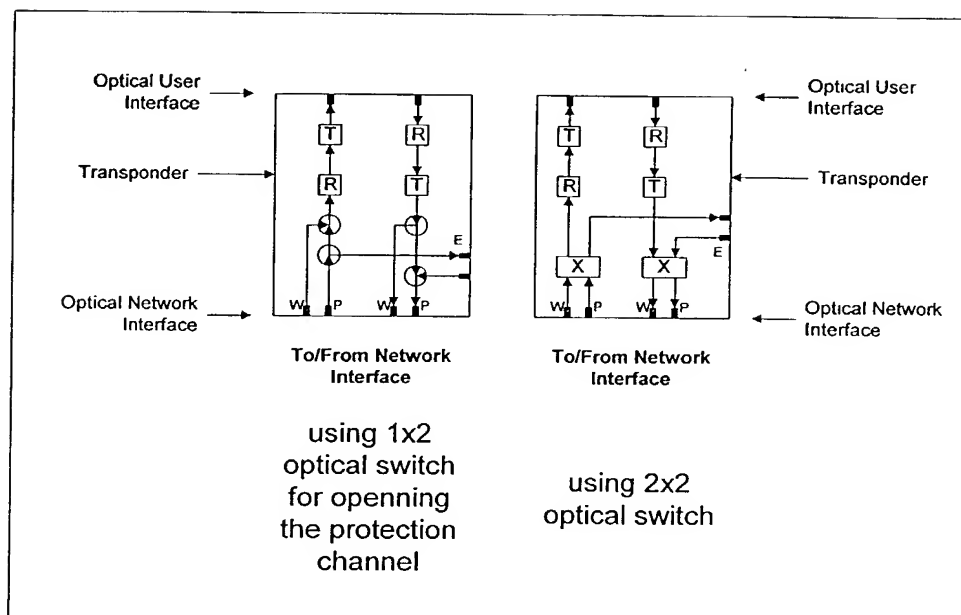 Optical User
Interface
Transponder
Optical Network
Interface
T
R
R
T
E
W
P
W
P
To/From Network
Interface
using 1x2
optical switch
for openning
the protection
channel
T
R
R
T
X
X
E
W
P
W
P
To/From Network
Interface
using 2x2
optical switch
Optical User
Interface
Transponder
Optical Network
Interface